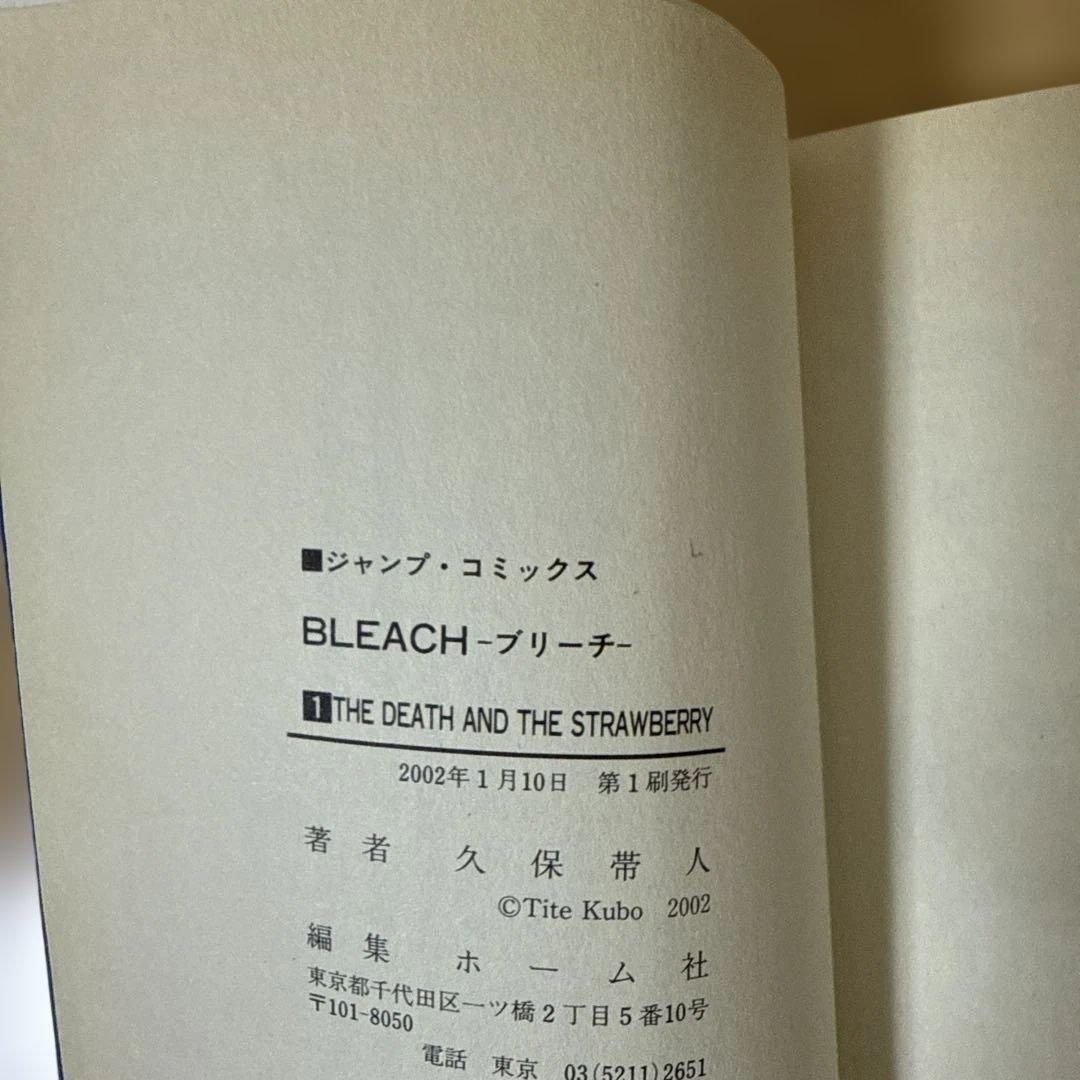 ■ジャンプ・コミックス
BLEACH-ブリーチ-
1 THE DEATH AND THE STRAWBERRY
2002年1月10日 第1刷発行
著者 久保帯人
©Tite Kubo 2002
編集 ホーム社
東京都千代田区一ツ橋2丁目5番10号
〒101-8050
電話 東京 03(5211)2651